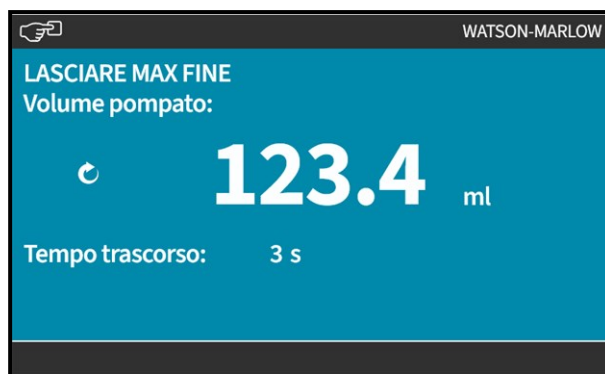 WATSON-MARLOW
LASCIARE MAX FINE
Volume pompato:
123.4 ml
Tempo trascorso: 3 s